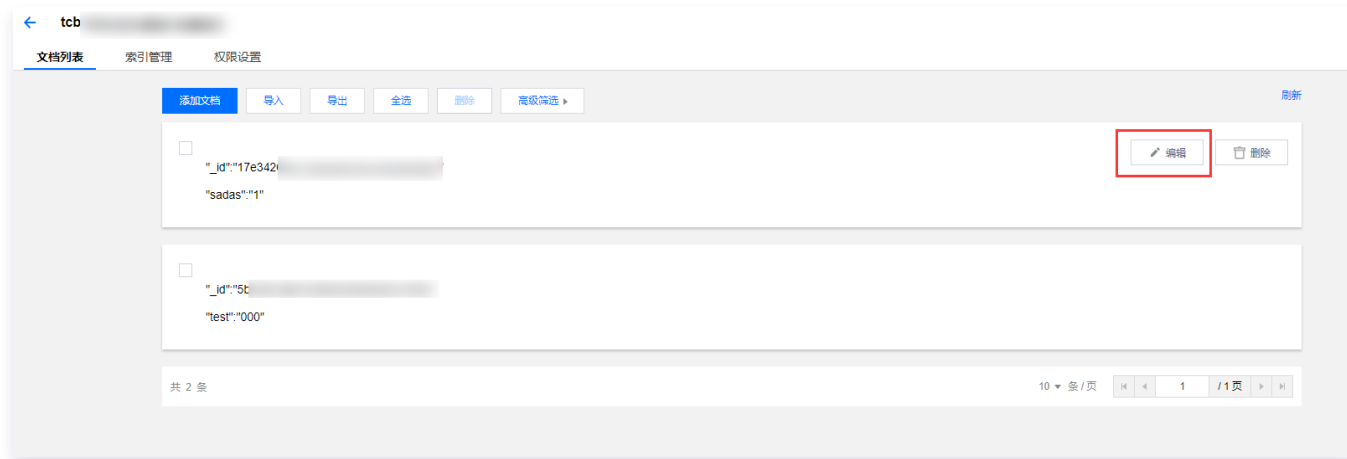 tcb
文档列表 索引管理 权限设置
添加文档 导入 导出 全选 删除 高级筛选 刷新
编辑 删除
"_id":"17e342
"sadas":"1"
"_id":"5b
"test":"000"
共 2 条 10 条 / 页 1 / 1 页